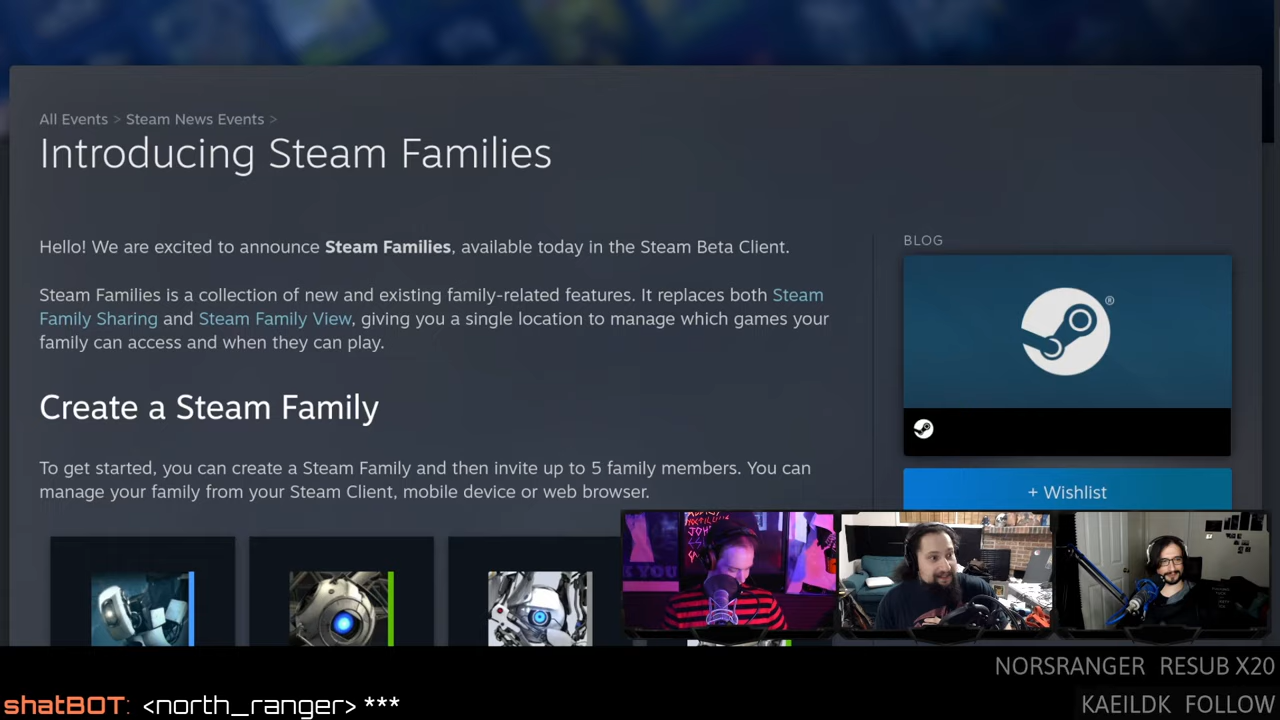 All Events > Steam News Events >
Introducing Steam Families
Hello! We are excited to announce Steam Families, available today in the Steam Beta Client.
Steam Families is a collection of new and existing family-related features. It replaces both Steam
Family Sharing and Steam Family View, giving you a single location to manage which games your
family can access and when they can play.
Create a Steam Family
To get started, you can create a Steam Family and then invite up to 5 family members. You can
manage your family from your Steam Client, mobile device or web browser.
BLOG
®
+ Wishlist
NORSRANGER RESUB X20
KAEILDK FOLLOW
shatBOT: <north_ranger> ***